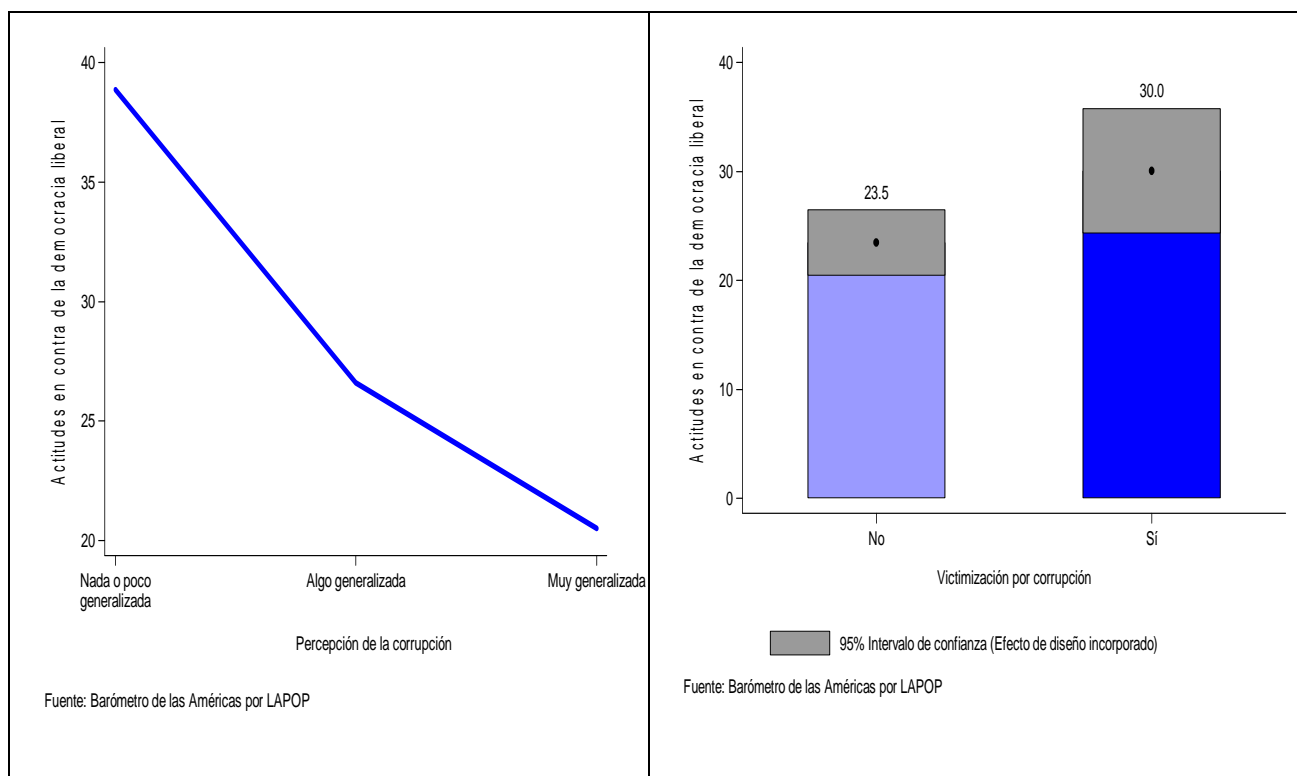 Actitudes en contra de la democracia liberal
40
35
30
25
20
Nada o poco
generalizada
Algo generalizada
Muy generalizada
Percepción de la corrupción
Fuente: Barómetro de las Américas por LAPOP
Actitudes en contra de la democracia liberal
40
30
20
10
0
23.5
30.0
No
Sí
Victimización por corrupción
95% Intervalo de confianza (Efecto de diseño incorporado)
Fuente: Barómetro de las Américas por LAPOP